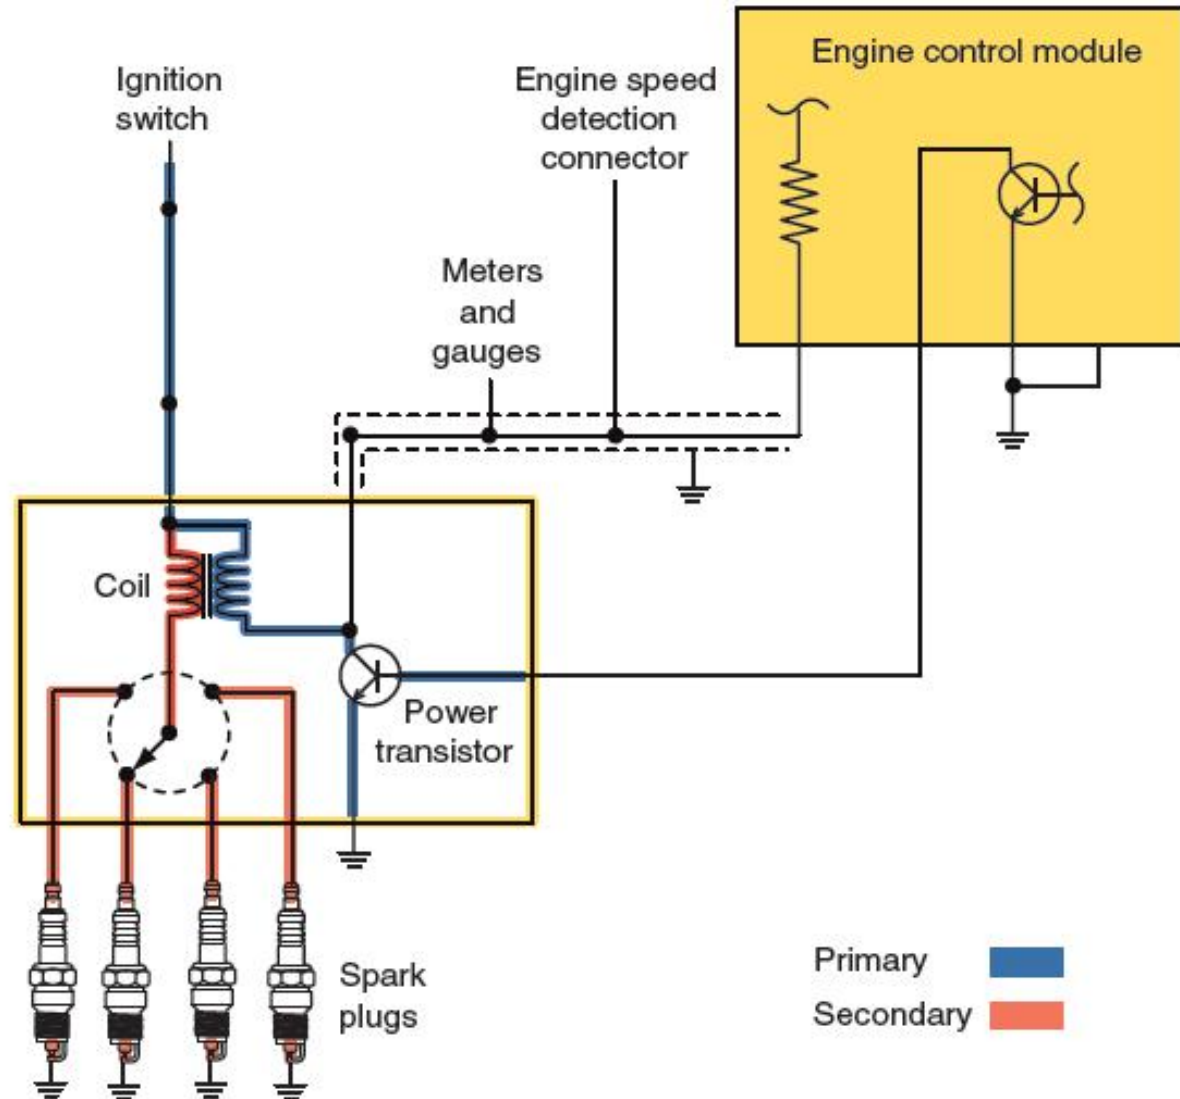 Engine control module
Ignition
switch
Engine speed
detection
connector
Meters
and
gauges
Coil
Power
transistor
Spark
plugs
Primary
Secondary